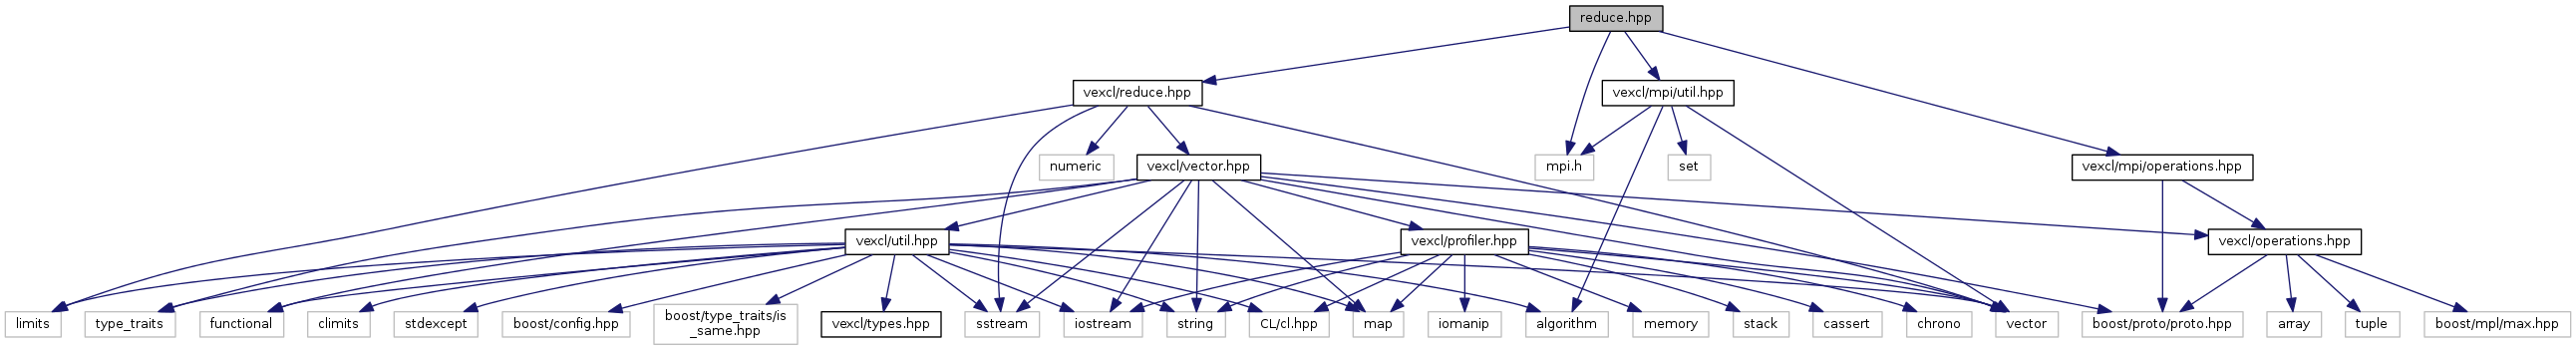 reduce.hpp
vexcl/reduce.hpp
vexcl/mpi/util.hpp
numeric
vexcl/vector.hpp
mpi.h
set
vexcl/mpi/operations.hpp
vexcl/util.hpp
vexcl/profiler.hpp
vexcl/operations.hpp
limits
type_traits
functional
climits
stdexcept
boost/config.hpp
boost/type_traits/is
_same.hpp
vexcl/types.hpp
sstream
iostream
string
CL/cl.hpp
map
iomanip
algorithm
memory
stack
cassert
chrono
vector
boost/proto/proto.hpp
array
tuple
boost/mpl/max.hpp